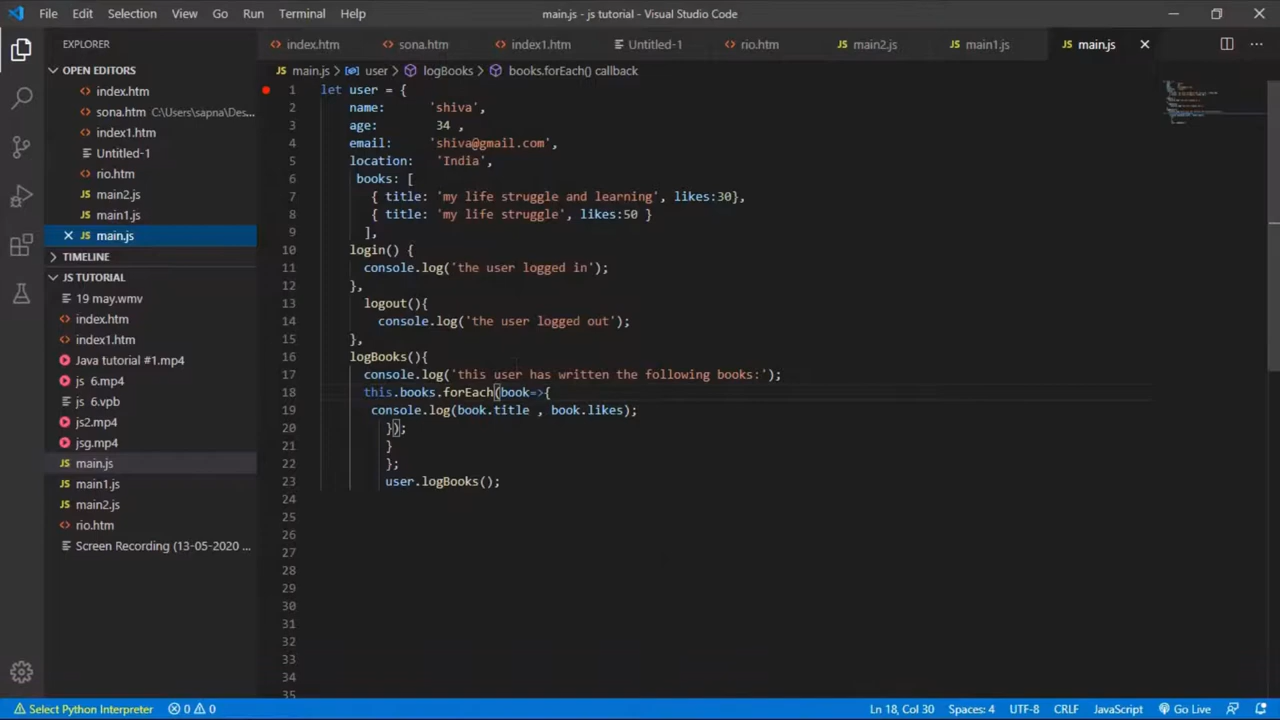 File Edit Selection View Go Run Terminal Help main.js - js tutorial - Visual Studio Code
EXPLORER
index.htm sona.htm index1.htm Untitled-1 rio.htm main2.js main1.js main.js
OPEN EDITORS
index.htm
sona.htm C:\Users\sapna\Des...
index1.htm
Untitled-1
rio.htm
main2.js
main1.js
main.js
TIMELINE
JS TUTORIAL
19 may.wmv
index.htm
index1.htm
Java tutorial #1.mp4
js 6.mp4
js 6.vpb
js2.mp4
jsg.mp4
main.js
main1.js
main2.js
rio.htm
Screen Recording (13-05-2020 ...
JS main.js > user > logBooks > books.forEach() callback
1 let user = {
2 name: 'shiva',
3 age: 34 ,
4 email: 'shiva@gmail.com',
5 location: 'India',
6 books: [
7 { title: 'my life struggle and learning', likes:30},
8 { title: 'my life struggle', likes:50 }
9 ],
10 login() {
11 console.log('the user logged in');
12 },
13 logout(){
14 console.log('the user logged out');
15 },
16 logBooks(){
17 console.log('this user has written the following books:');
18 this.books.forEach(book=>{
19 console.log(book.title , book.likes);
20 });
21 }
22 };
23 user.logBooks();
24
25
26
27
28
29
30
31
32
33
34
35
Select Python Interpreter 0 0 Ln 18, Col 30 Spaces: 4 UTF-8 CRLF JavaScript Go Live